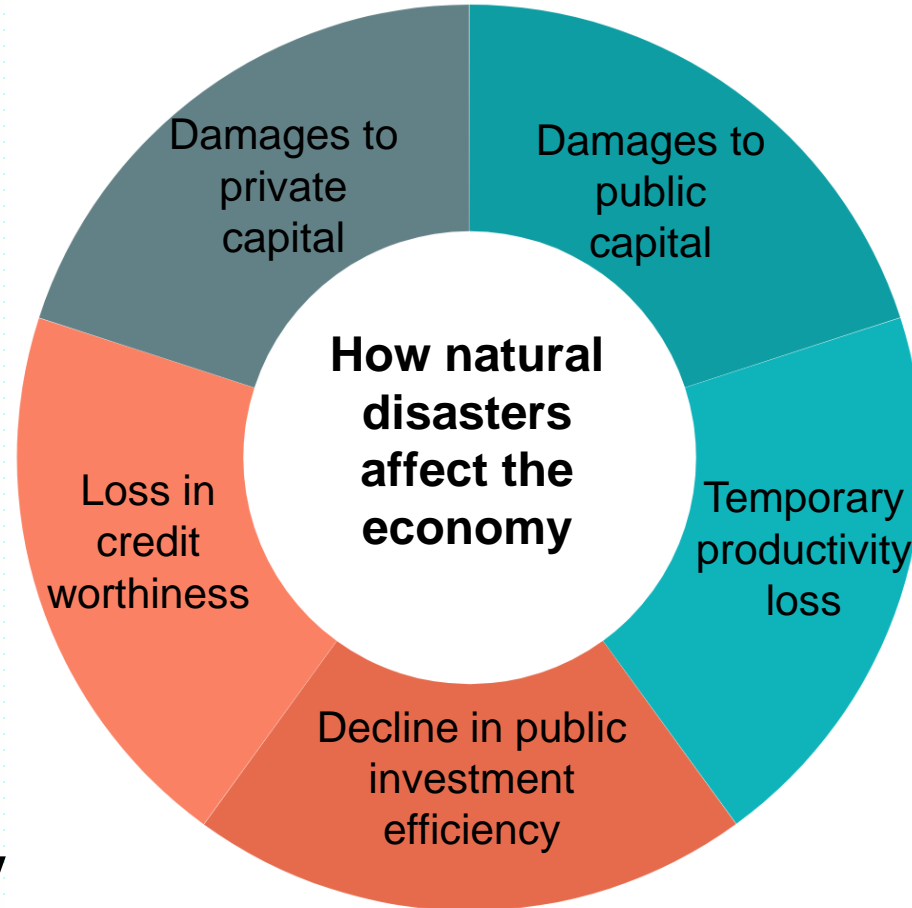 Damages to
private
capital
Damages to
public
capital
How natural
disasters
affect the
economy
Loss in
credit
worthiness
Temporary
productivity
loss
Decline in public
investment
efficiency